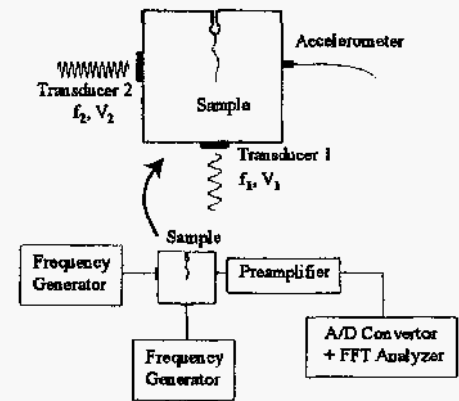 Accelerometer
Transducer 2
f2, V2
Sample
Transducer 1
f1, V1
Sample
Frequency
Generator
Preamplifier
A/D Convertor
+ FFT Analyzer
Frequency
Generator